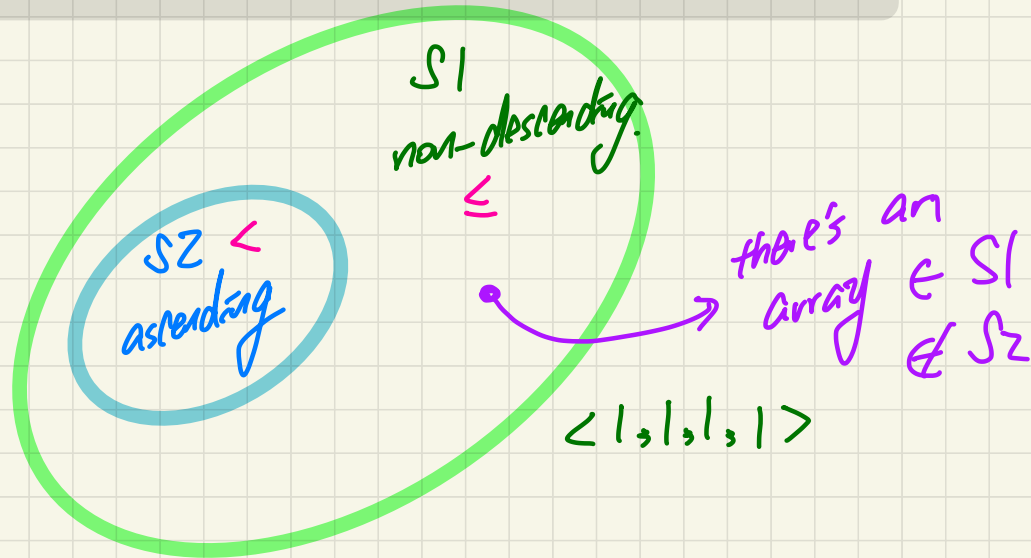 S1
non-descending
≤
S2 <
ascending
there's an
array ∈ S1
∉ S2
<1,1,1,1>